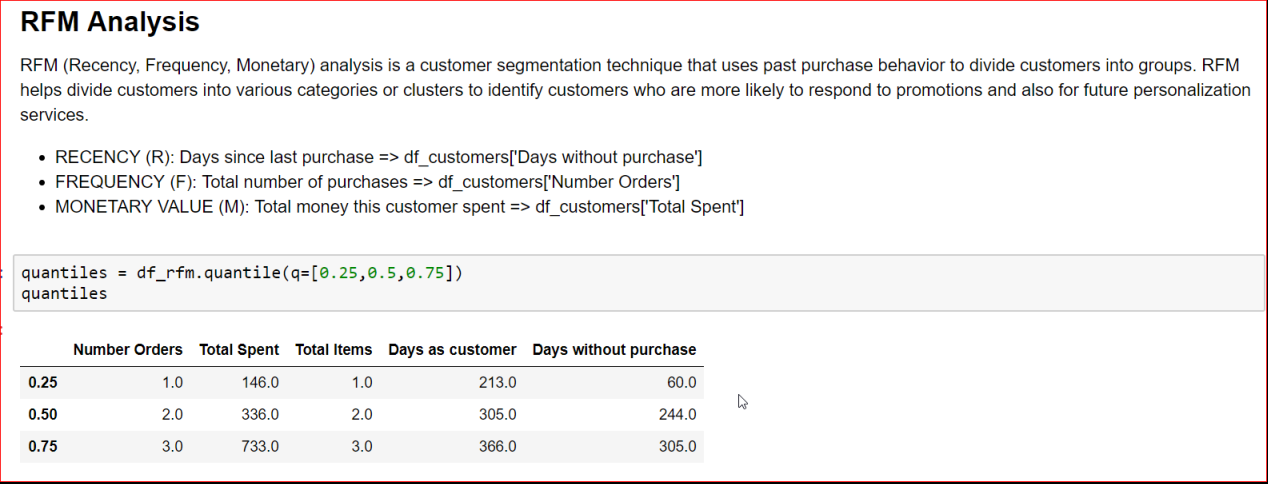 RFM Analysis
RFM (Recency, Frequency, Monetary) analysis is a customer segmentation technique that uses past purchase behavior to divide customers into groups. RFM
helps divide customers into various categories or clusters to identify customers who are more likely to respond to promotions and also for future personalization
services.
• RECENCY (R): Days since last purchase => df_customers['Days without purchase']
• FREQUENCY (F): Total number of purchases => df_customers['Number Orders']
• MONETARY VALUE (M): Total money this customer spent => df_customers['Total Spent']
quantiles = df_rfm.quantile(q=[0.25,0.5,0.75])
quantiles
Number Orders Total Spent Total Items Days as customer Days without purchase
0.25 1.0 146.0 1.0 213.0 60.0
0.50 2.0 336.0 2.0 305.0 244.0
0.75 3.0 733.0 3.0 366.0 305.0